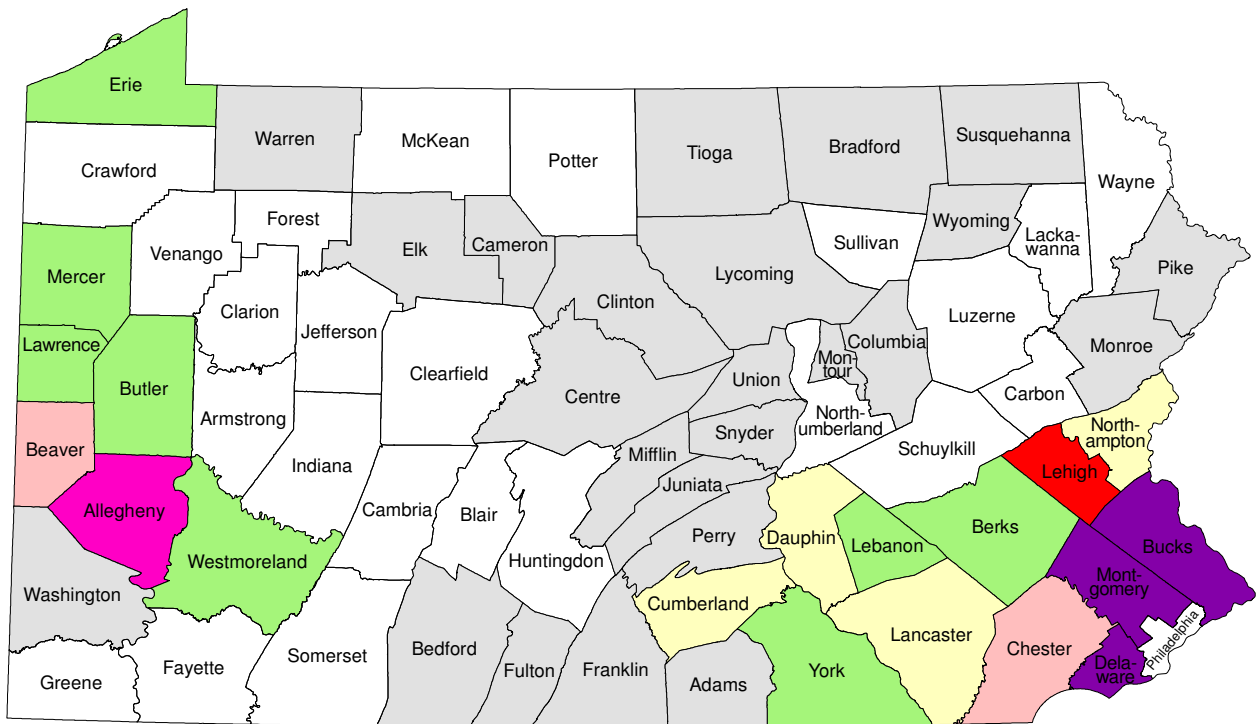 Erie
Warren
McKean
Potter
Tioga
Bradford
Susquehanna
Crawford
Wayne
Forest
Wyoming
Venango
Elk
Cameron
Sullivan
Lacka-
wanna
Mercer
Lycoming
Pike
Clarion
Clinton
Luzerne
Jefferson
Lawrence
Columbia
Monroe
Mon-
tour
Butler
Clearfield
Union
Centre
Carbon
Armstrong
North-
umberland
North-
ampton
Beaver
Snyder
Schuylkill
Indiana
Mifflin
Lehigh
Juniata
Allegheny
Cambria
Blair
Berks
Perry
Dauphin
Lebanon
Bucks
Westmoreland
Huntingdon
Washington
Cumberland
Mont-
gomery
Philadelphia
Lancaster
Bedford
Chester
Somerset
Fayette
Fulton
Franklin
York
Dela-
ware
Greene
Adams